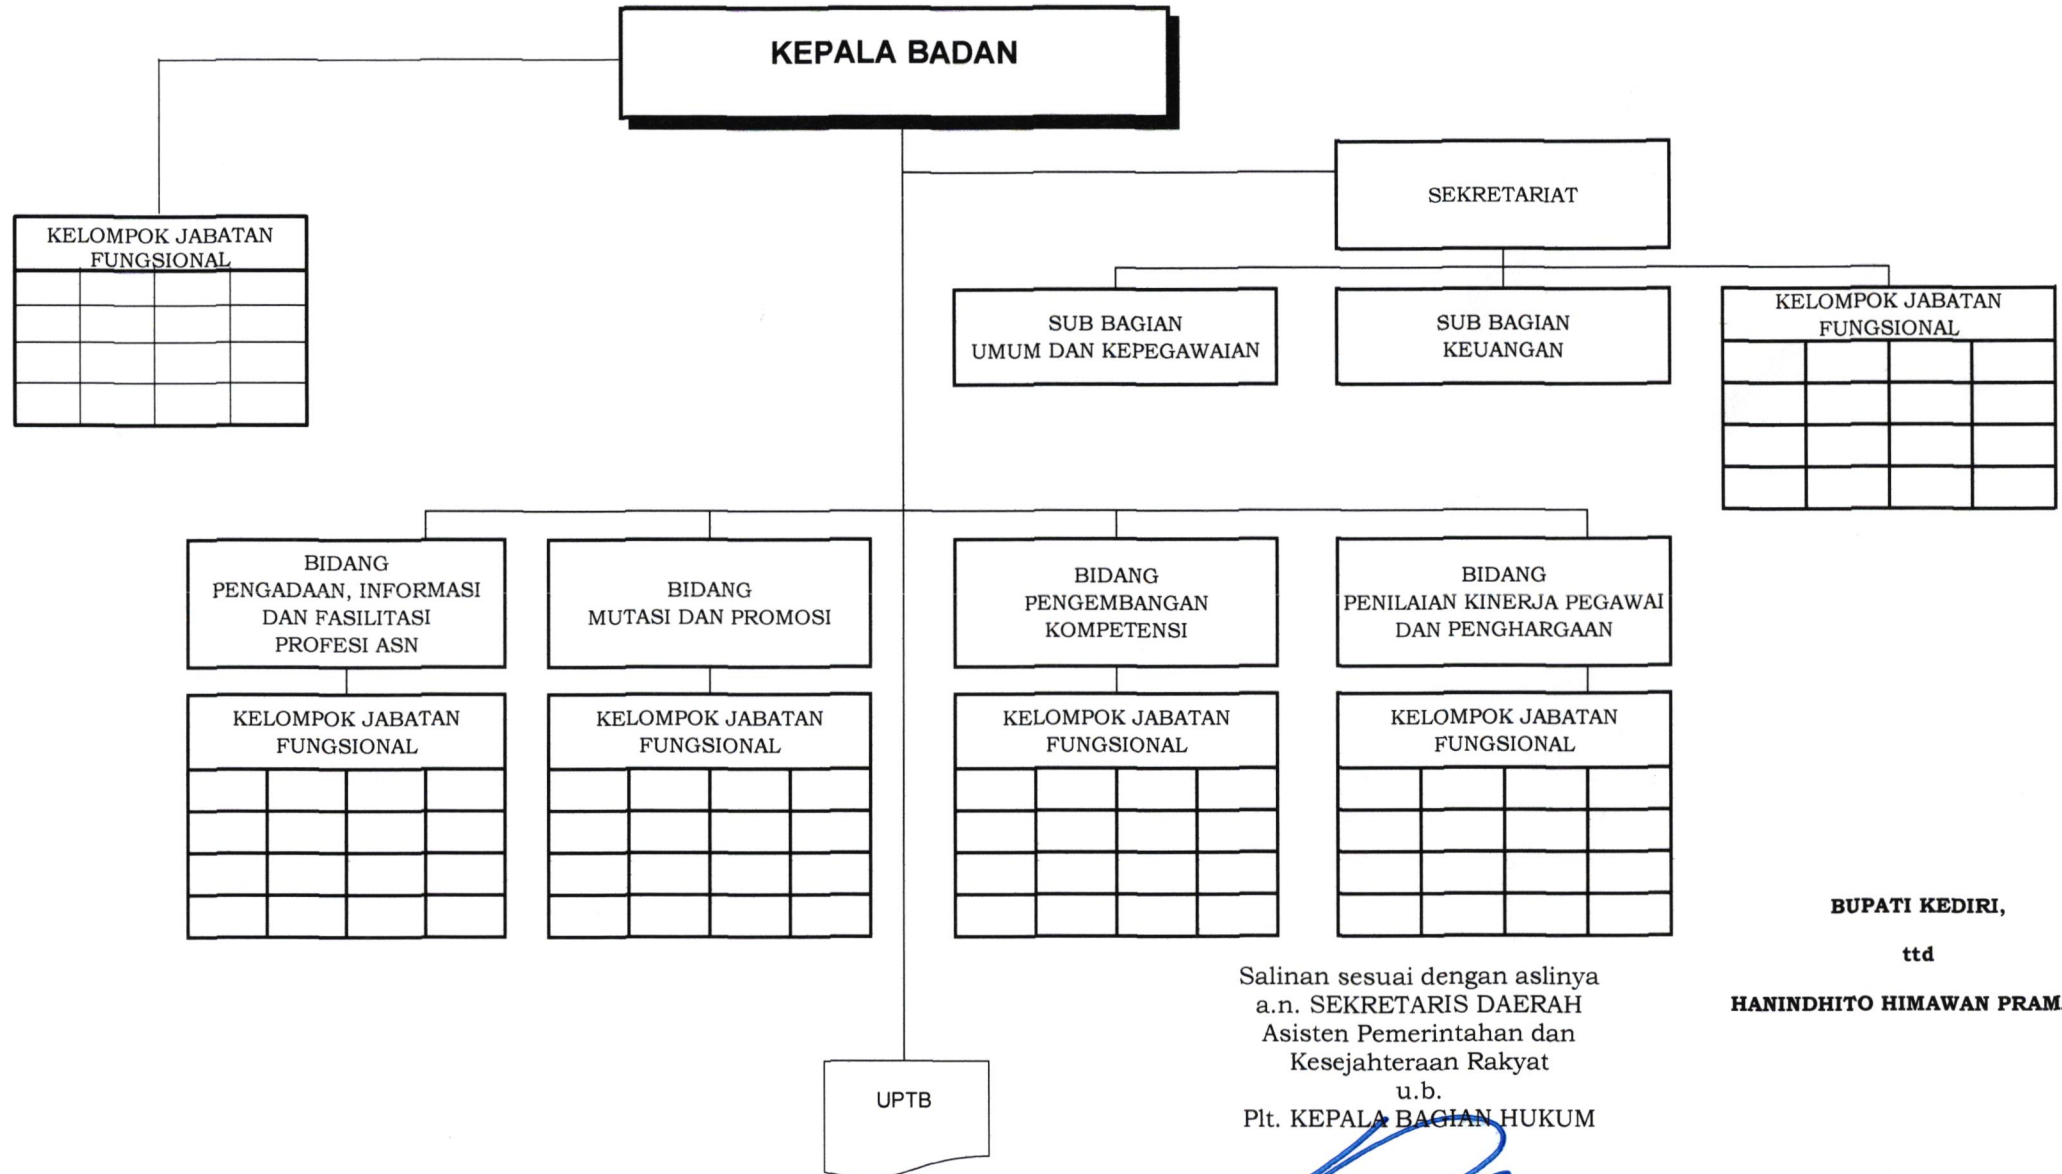 KEPALA BADAN
SEKRETARIAT
KELOMPOK JABATAN
FUNGSIONAL
SUB BAGIAN
UMUM DAN KEPEGAWAIAN
SUB BAGIAN
KEUANGAN
KELOMPOK JABATAN
FUNGSIONAL
BIDANG
PENGADAAN, INFORMASI
DAN FASILITASI
PROFESI ASN
BIDANG
MUTASI DAN PROMOSI
BIDANG
PENGEMBANGAN
KOMPETENSI
BIDANG
PENILAIAN KINERJA PEGAWAI
DAN PENGHARGAAN
KELOMPOK JABATAN
FUNGSIONAL
KELOMPOK JABATAN
FUNGSIONAL
KELOMPOK JABATAN
FUNGSIONAL
KELOMPOK JABATAN
FUNGSIONAL
BUPATI KEDIRI,
ttd
HANINDHITO HIMAWAN
Salinan sesuai dengan aslinya
a.n. SEKRETARIS DAERAH
Asisten Pemerintahan dan
Kesejahteraan Rakyat
u.b.
Plt. KEPALA BAGIAN HUKUM
UPTB